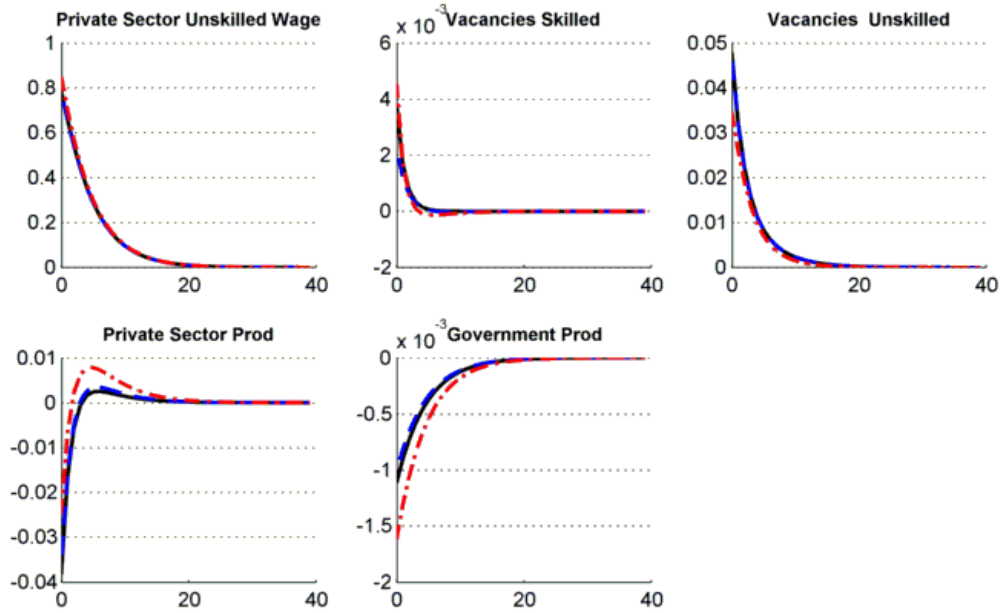 Private Sector Unskilled Wage
1
0.8
0.6
0.4
0.2
0
0 20 40
Vacancies Skilled
x 10^-3
6
4
2
0
-2
0 20 40
Vacancies Unskilled
0.05
0.04
0.03
0.02
0.01
0
0 20 40
Private Sector Prod
0.01
0
-0.01
-0.02
-0.03
-0.04
0 20 40
Government Prod
x 10^-3
0
-0.5
-1
-1.5
-2
0 20 40